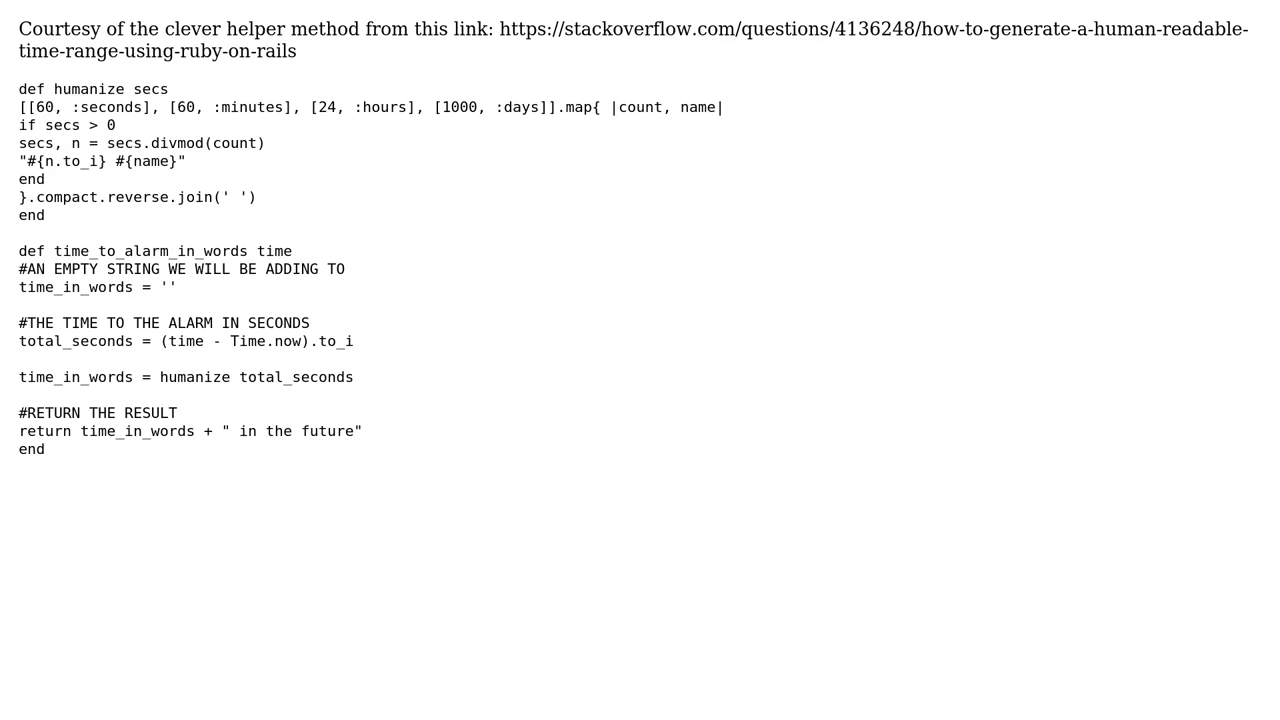 Courtesy of the clever helper method from this link: https://stackoverflow.com/questions/4136248/how-to-generate-a-human-readable-
time-range-using-ruby-on-rails
def humanize secs
[[60, :seconds], [60, :minutes], [24, :hours], [1000, :days]].map{ |count, name|
if secs > 0
secs, n = secs.divmod(count)
"#{n.to_i} #{name}"
end
}.compact.reverse.join(' ')
end

def time_to_alarm_in_words time
#AN EMPTY STRING WE WILL BE ADDING TO
time_in_words = ''

#THE TIME TO THE ALARM IN SECONDS
total_seconds = (time - Time.now).to_i

time_in_words = humanize total_seconds

#RETURN THE RESULT
return time_in_words + " in the future"
end